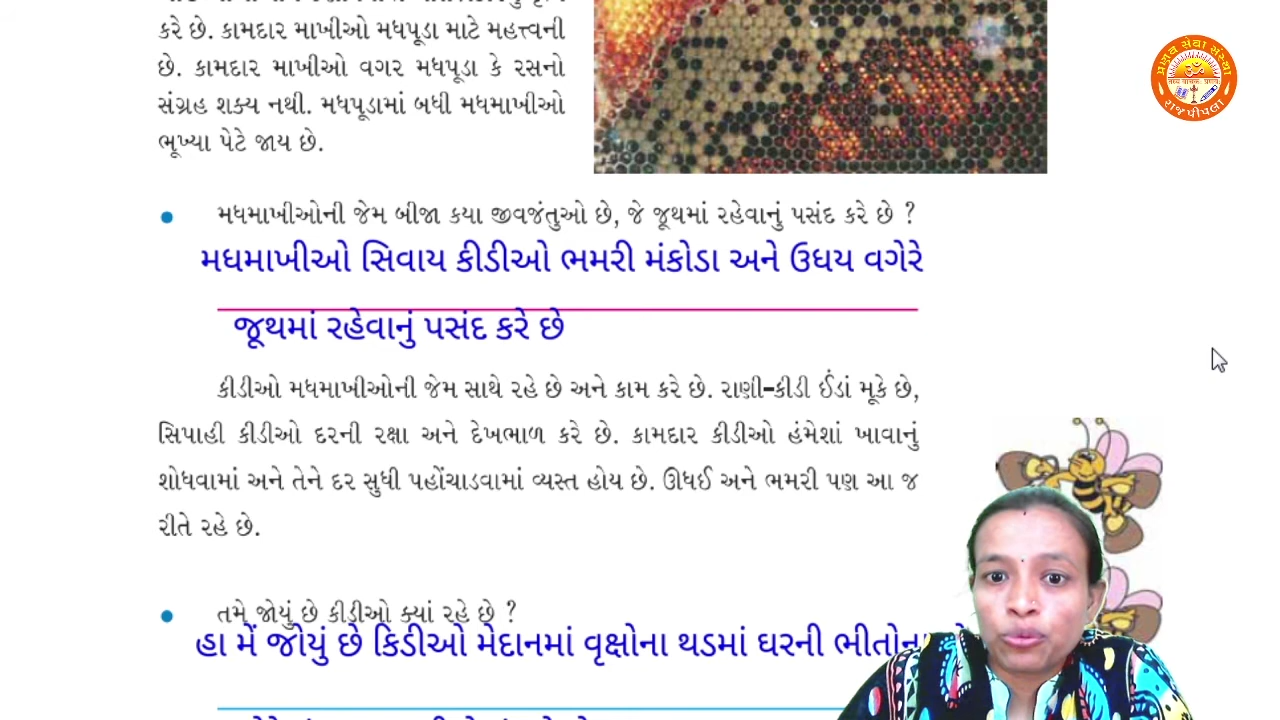 કરે છે. કામદાર માખીઓ મધપૂડા માટે મહત્ત્વની
છે. કામદાર માખીઓ વગર મધપૂડા કે રસનો
સંગ્રહ શક્ય નથી. મધપૂડામાં બધી મધમાખીઓ
ભૂખ્યા પેટે જાય છે.
પ્રણવ સેવા સંસ્થા
રાજપીપલા
• મધમાખીઓની જેમ બીજા કયા જીવજંતુઓ છે, જે જૂથમાં રહેવાનું પસંદ કરે છે ?
મધમાખીઓ સિવાય કીડીઓ ભમરી મંકોડા અને ઉધય વગેરે
જૂથમાં રહેવાનું પસંદ કરે છે
કીડીઓ મધમાખીઓની જેમ સાથે રહે છે અને કામ કરે છે. રાણી-કીડી ઈંડાં મૂકે છે,
સિપાહી કીડીઓ દરની રક્ષા અને દેખભાળ કરે છે. કામદાર કીડીઓ હંમેશાં ખાવાનું
શોધવામાં અને તેને દર સુધી પહોંચાડવામાં વ્યસ્ત હોય છે. ઊધઈ અને ભમરી પણ આ જ
રીતે રહે છે.
• તમે જોયું છે કીડીઓ ક્યાં રહે છે ?
હા મેં જોયું છે કિડીઓ મેદાનમાં વૃક્ષોના થડમાં ઘરની